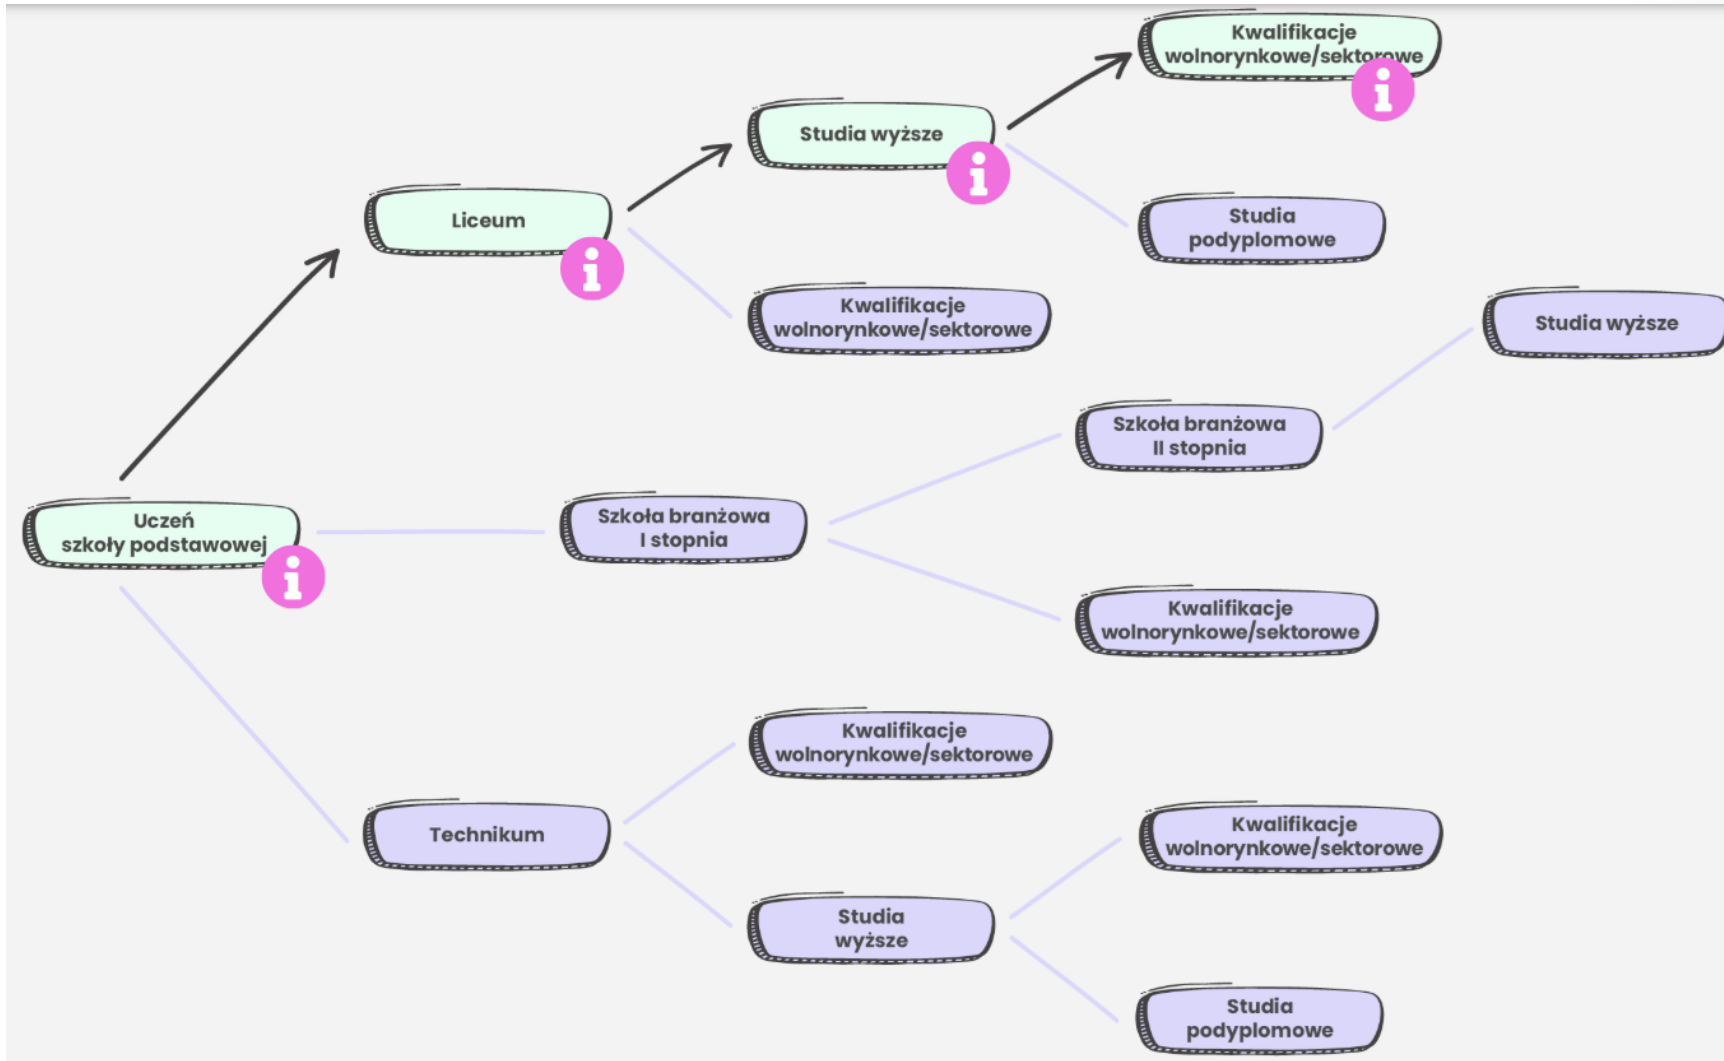 Kwalifikacje
wolnorynkowe/sektorowe
Studia wyższe
Liceum
Studia
podyplomowe
Kwalifikacje
wolnorynkowe/sektorowe
Studia wyższe
Szkoła branżowa
II stopnia
Uczeń
szkoły podstawowej
Szkoła branżowa
I stopnia
Kwalifikacje
wolnorynkowe/sektorowe
Kwalifikacje
wolnorynkowe/sektorowe
Technikum
Kwalifikacje
wolnorynkowe/sektorowe
Studia
wyższe
Studia
podyplomowe